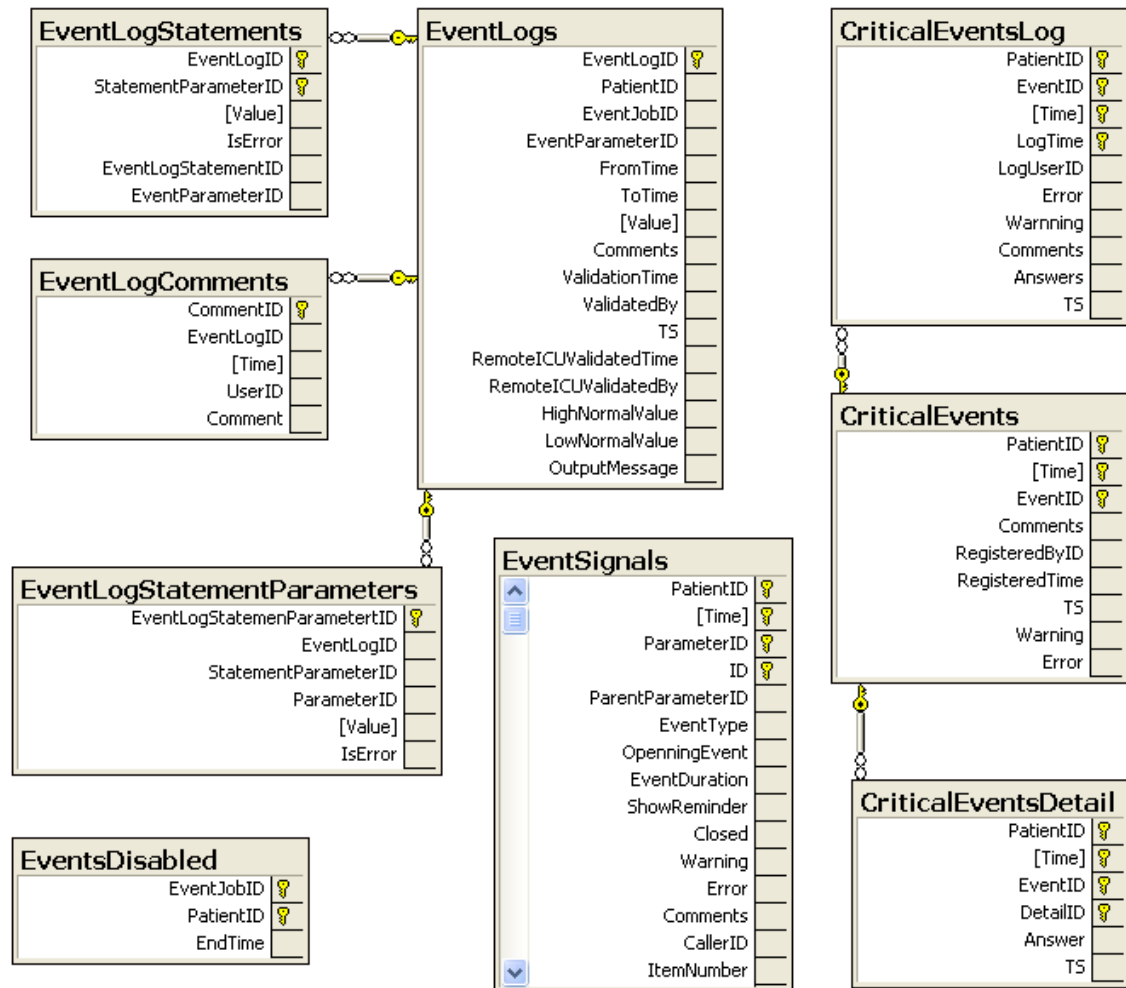 EventLogStatements
EventLogID
StatementParameterID
[Value]
IsError
EventLogStatementID
EventParameterID
EventLogComments
CommentID
EventLogID
[Time]
UserID
Comment
EventLogs
EventLogID
PatientID
EventJobID
EventParameterID
FromTime
ToTime
[Value]
Comments
ValidationTime
ValidatedBy
TS
RemoteICUValidatedTime
RemoteICUValidatedBy
HighNormalValue
LowNormalValue
OutputMessage
CriticalEventsLog
PatientID
EventID
[Time]
LogTime
LogUserID
Error
Warnning
Comments
Answers
TS
CriticalEvents
PatientID
[Time]
EventID
Comments
RegisteredByID
RegisteredTime
TS
Warning
Error
EventLogStatementParameters
EventLogStatemenParametertID
EventLogID
StatementParameterID
ParameterID
[Value]
IsError
EventSignals
PatientID
[Time]
ParameterID
ID
ParentParameterID
EventType
OpenningEvent
EventDuration
ShowReminder
Closed
Warning
Error
Comments
CallerID
ItemNumber
CriticalEventsDetail
PatientID
[Time]
EventID
DetailID
Answer
TS
EventsDisabled
EventJobID
PatientID
EndTime